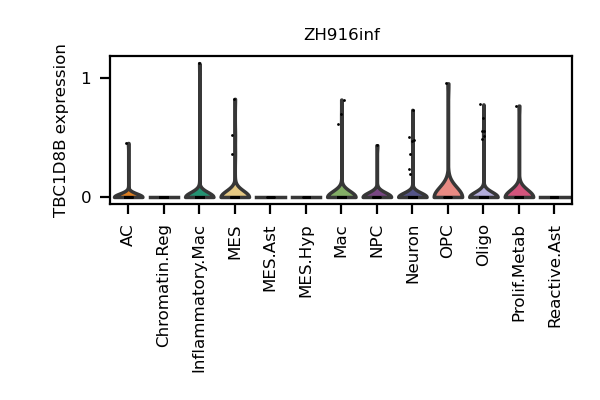 ZH916inf
TBC1D8B expression
1
0
AC
Chromatin.Reg
Inflammatory.Mac
MES
MES.Ast
MES.Hyp
Mac
NPC
Neuron
OPC
Oligo
Prolif.Metab
Reactive.Ast